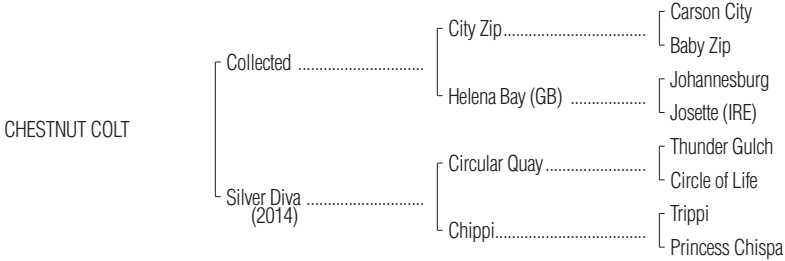 Carson City
City Zip................................
Baby Zip
Collected ............................
Johannesburg
Helena Bay (GB) .................
Josette (IRE)
CHESTNUT COLT
Thunder Gulch
Circular Quay......................
Circle of Life
Silver Diva ..........................
(2014)
Trippi
Chippi..................................
Princess Chispa